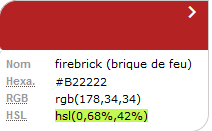 Nom firebrick (brique de feu)
Hexa. #B22222
RGB rgb(178,34,34)
HSL hsl(0,68%,42%)